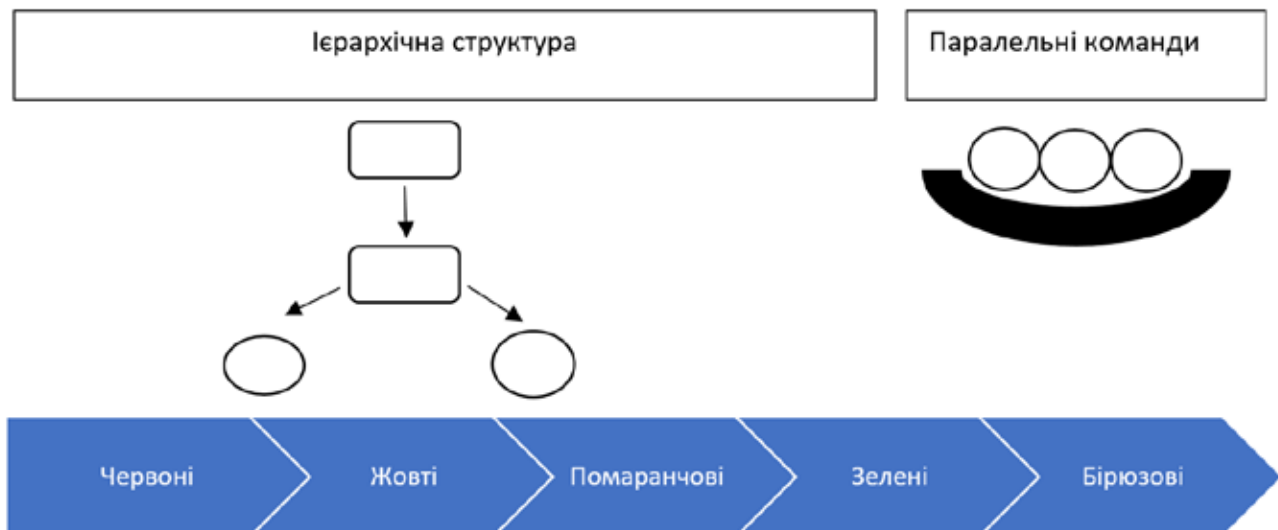 Ієрархічна структура
Паралельні команди
Червоні
Жовті
Помаранчові
Зелені
Бірюзові